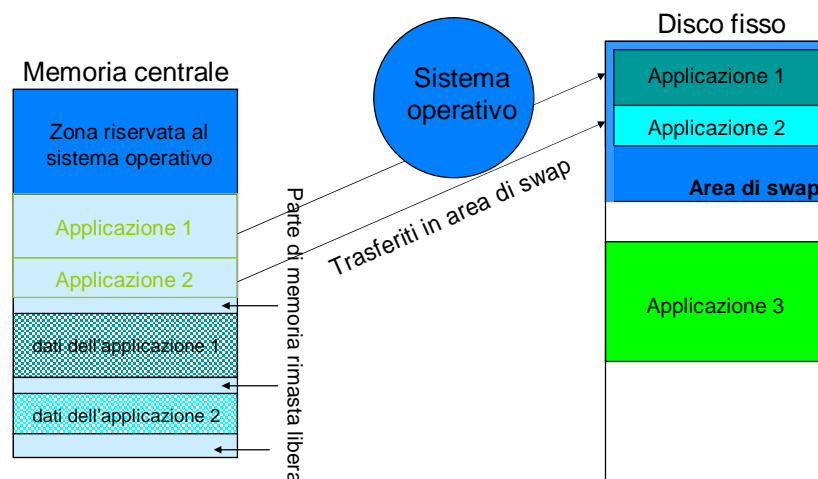 Disco fisso
Memoria centrale
Sistema
operativo
Applicazione 1
Applicazione 2
Area di swap
Zona riservata al
sistema operativo
Applicazione 1
Applicazione 2
dati dell'applicazione 1
dati dell'applicazione 2
Parte di memoria rimasta libera
Trasferiti in area di swap
Applicazione 3